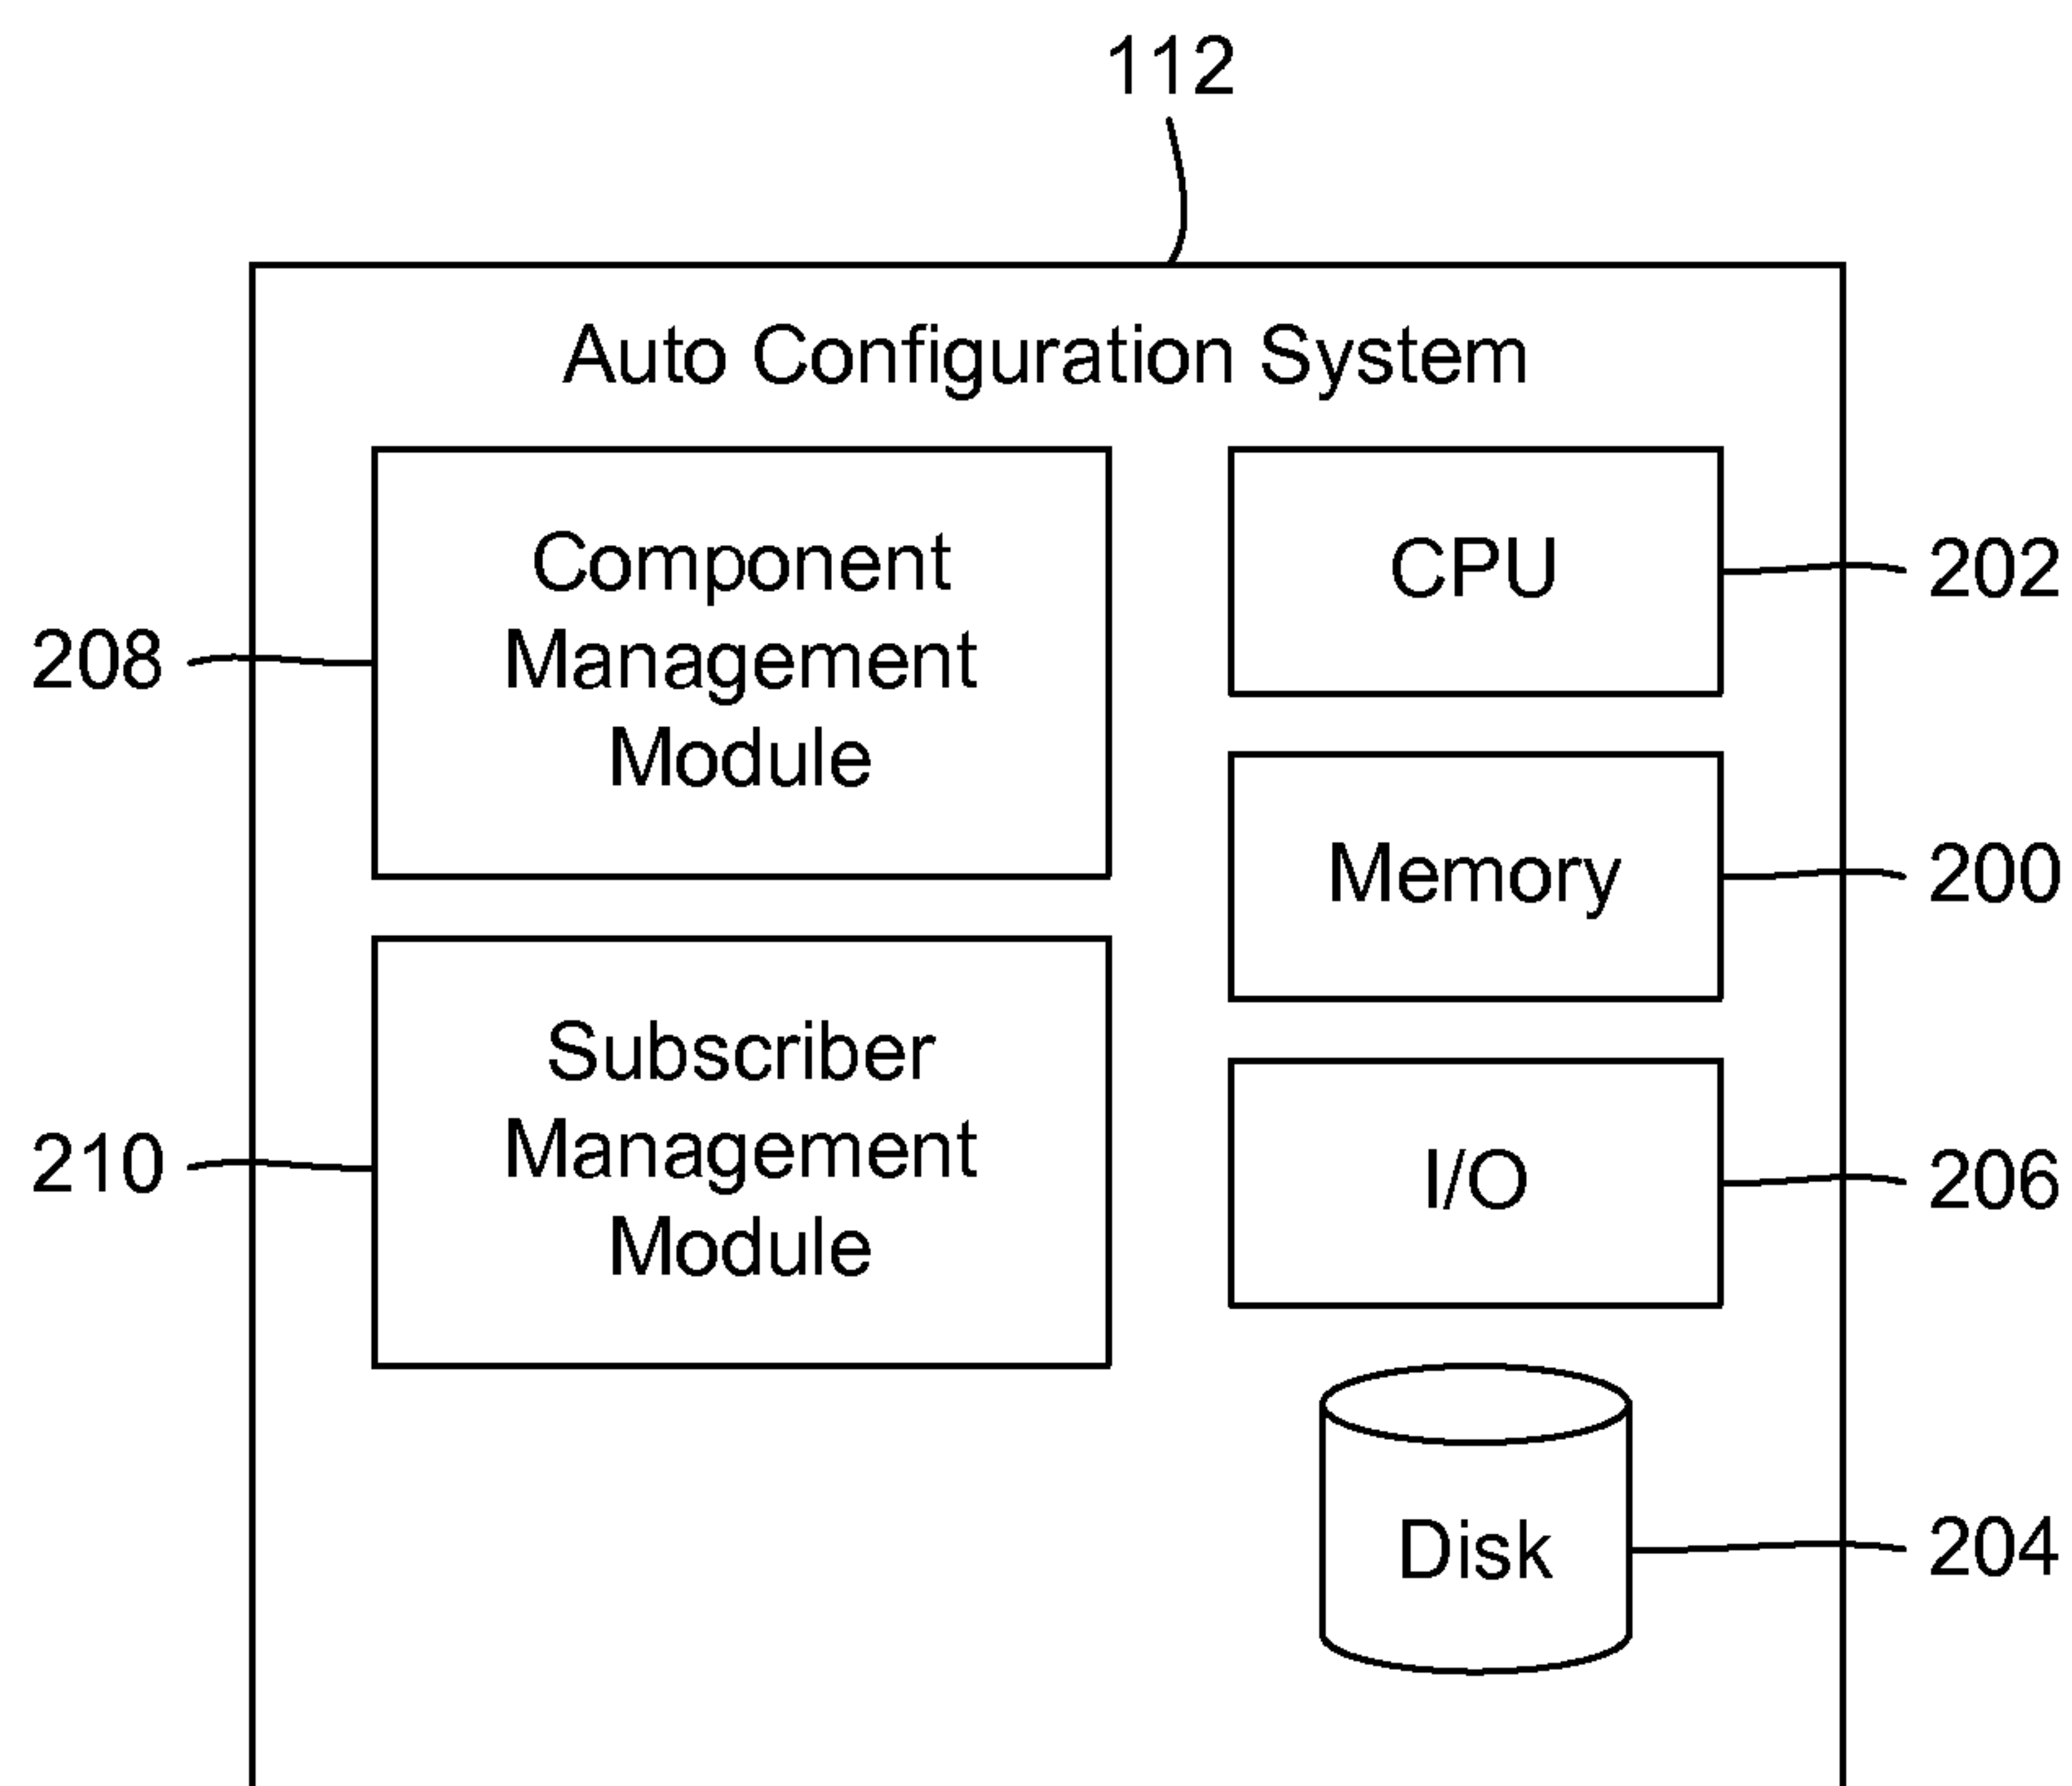 112
Auto Configuration System
Component
Management
Module
208
CPU
202
Memory
200
Subscriber
Management
Module
210
I/O
206
Disk
204